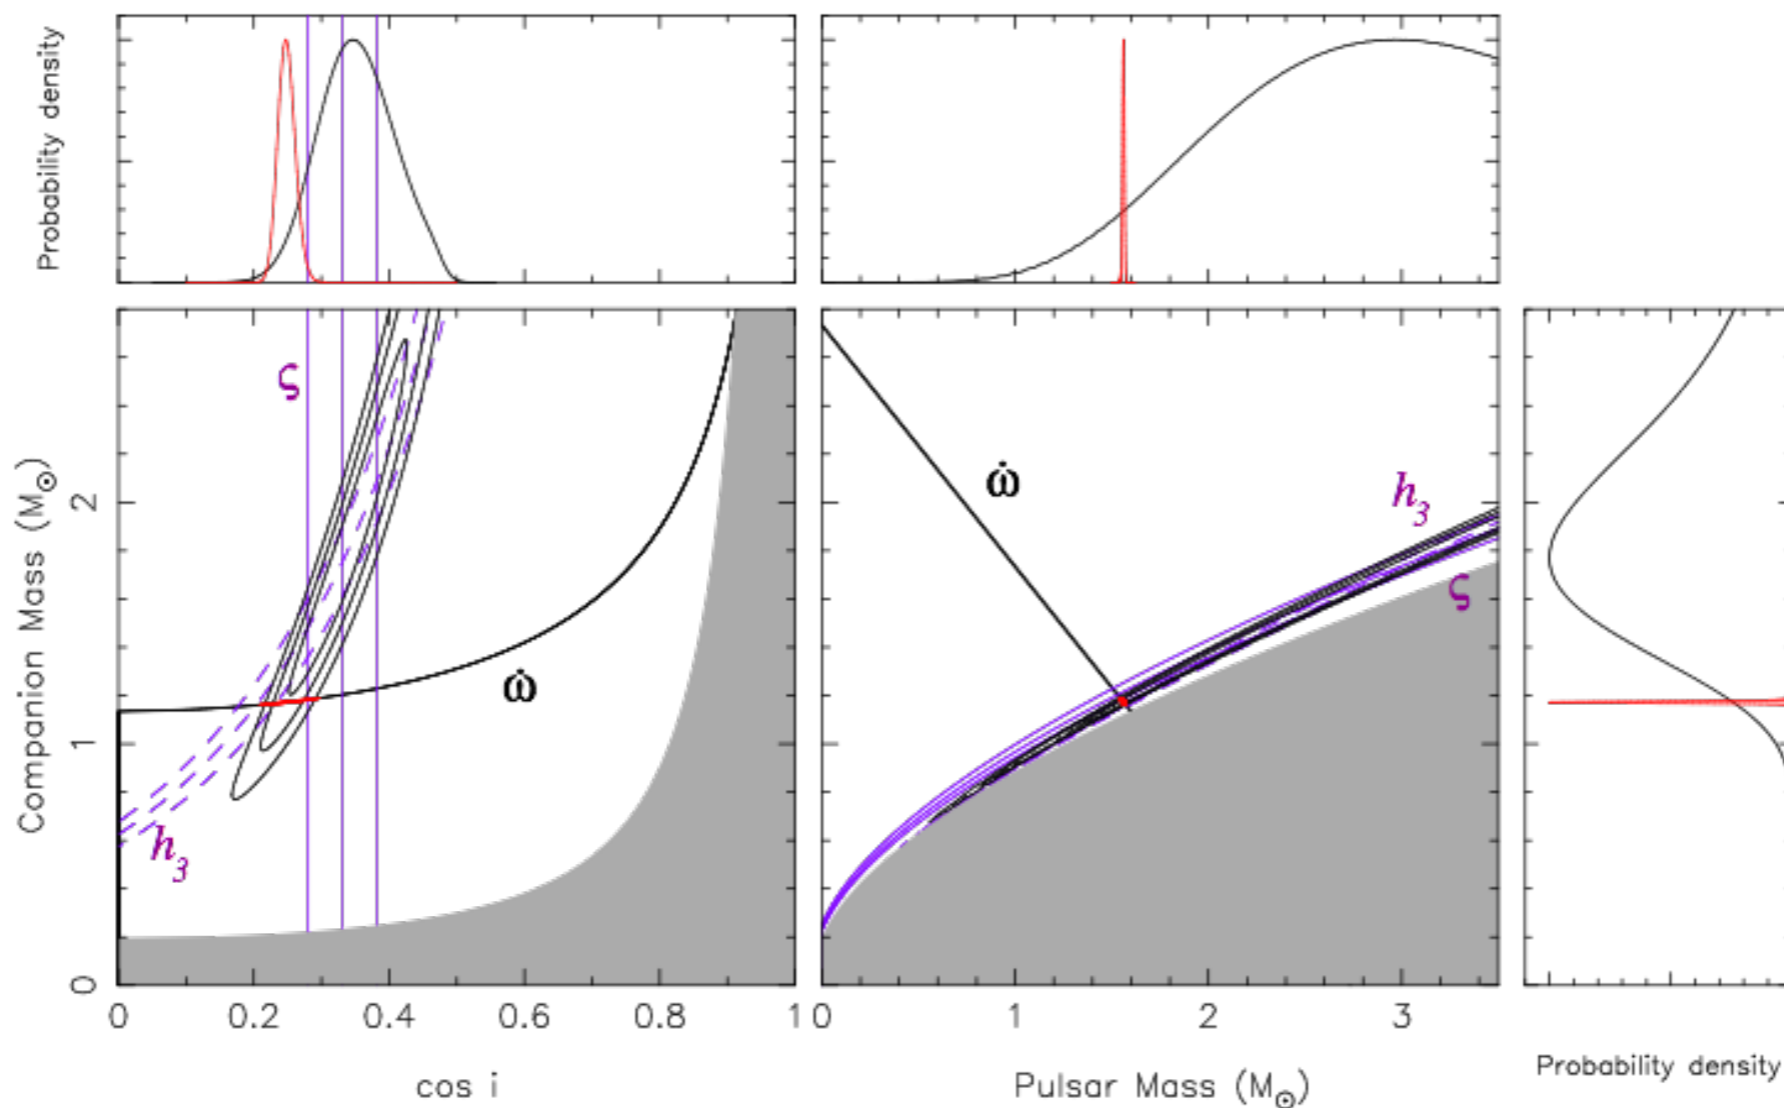 Probability density
ς
h₃
ω̇
Companion Mass (M⊙)
2
1
0
0 0.2 0.4 0.6 0.8 1
cos i
ω̇
h₃
ς
0 1 2 3
Pulsar Mass (M⊙)
Probability density